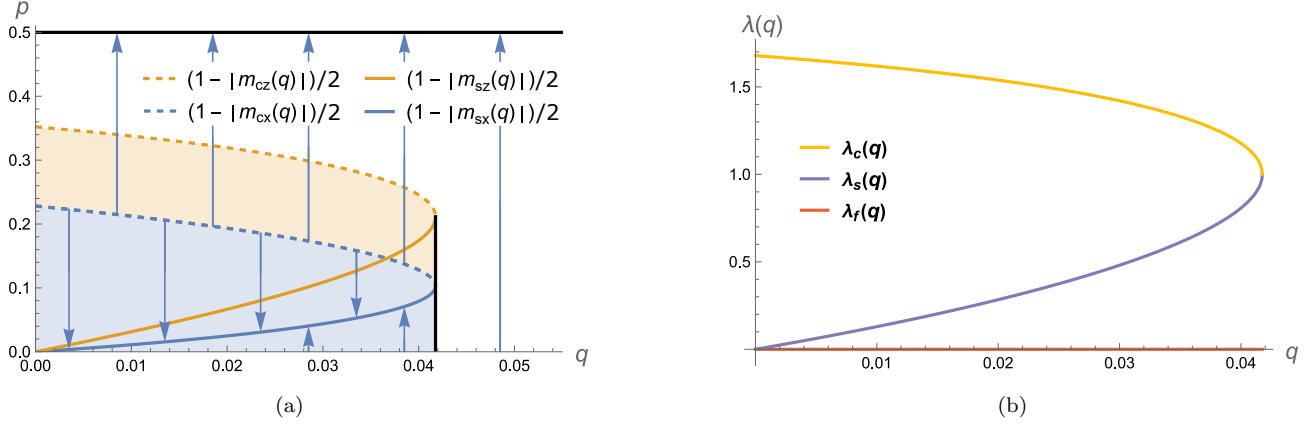 p
0.5
(1 - | m_cz(q) |)/2 (1 - | m_sz(q) |)/2
(1 - | m_cx(q) |)/2 (1 - | m_sx(q) |)/2
0.4
0.3
0.2
0.1
0.0
0.00 0.01 0.02 0.03 0.04 0.05 q
(a)
λ(q)
1.5
1.0
0.5
λ_c(q)
λ_s(q)
λ_f(q)
0.01 0.02 0.03 0.04 q
(b)